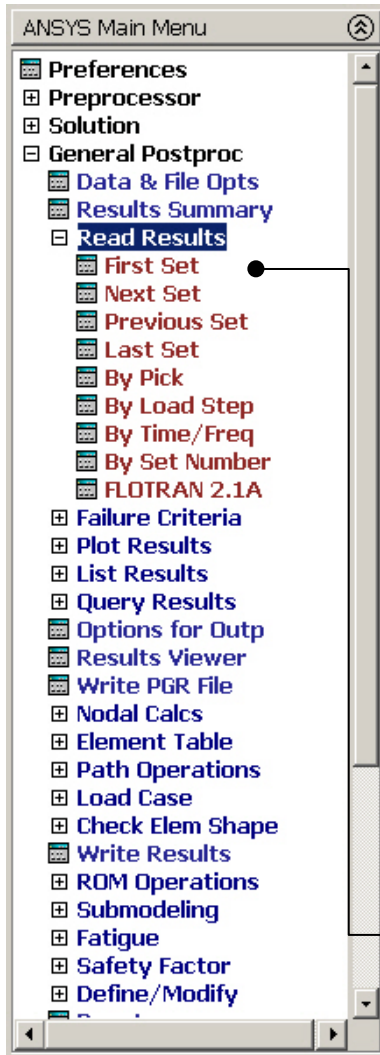 ANSYS Main Menu
Preferences
Preprocessor
Solution
General Postproc
Data & File Opts
Results Summary
Read Results
First Set
Next Set
Previous Set
Last Set
By Pick
By Load Step
By Time/Freq
By Set Number
FLOTRAN 2.1A
Failure Criteria
Plot Results
List Results
Query Results
Options for Outp
Results Viewer
Write PGR File
Nodal Calcs
Element Table
Path Operations
Load Case
Check Elem Shape
Write Results
ROM Operations
Submodeling
Fatigue
Safety Factor
Define/Modify